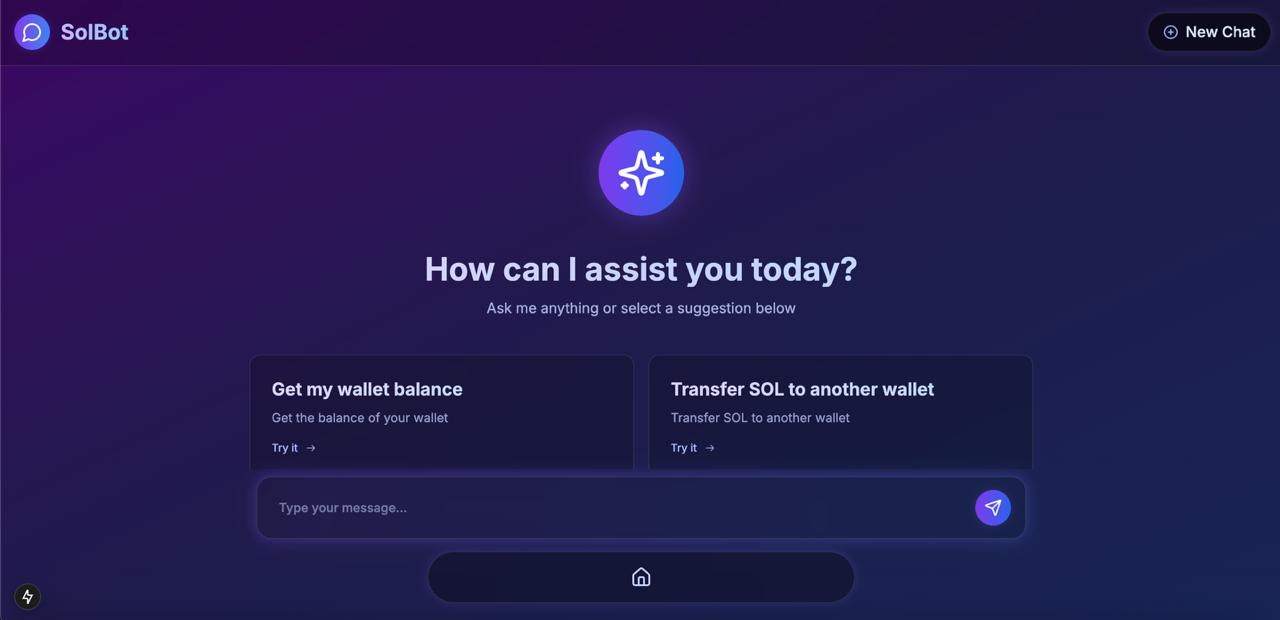 SolBot
New Chat
How can I assist you today?
Ask me anything or select a suggestion below
Get my wallet balance
Get the balance of your wallet
Try it →
Transfer SOL to another wallet
Transfer SOL to another wallet
Try it →
Type your message...